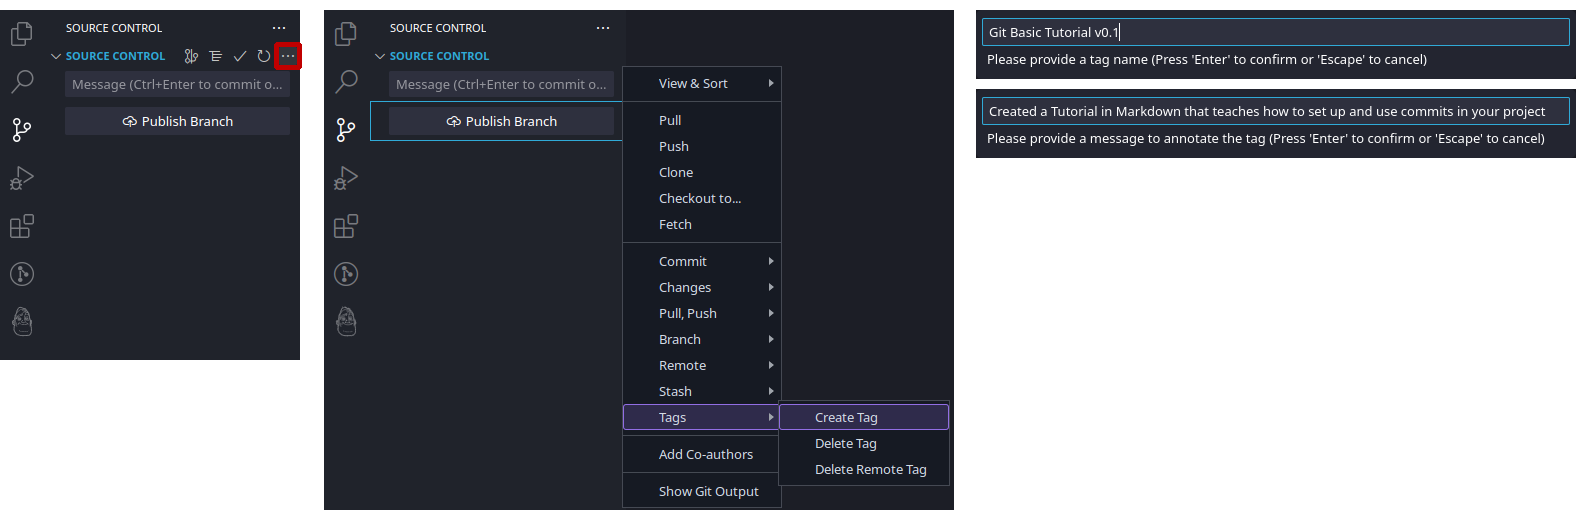 SOURCE CONTROL
SOURCE CONTROL
Message (Ctrl+Enter to commit o...
Publish Branch
SOURCE CONTROL
SOURCE CONTROL
Message (Ctrl+Enter to commit o...
Publish Branch
View & Sort
Pull
Push
Clone
Checkout to...
Fetch
Commit
Changes
Pull, Push
Branch
Remote
Stash
Tags
Create Tag
Delete Tag
Delete Remote Tag
Add Co-authors
Show Git Output
Git Basic Tutorial v0.1
Please provide a tag name (Press 'Enter' to confirm or 'Escape' to cancel)
Created a Tutorial in Markdown that teaches how to set up and use commits in your project
Please provide a message to annotate the tag (Press 'Enter' to confirm or 'Escape' to cancel)